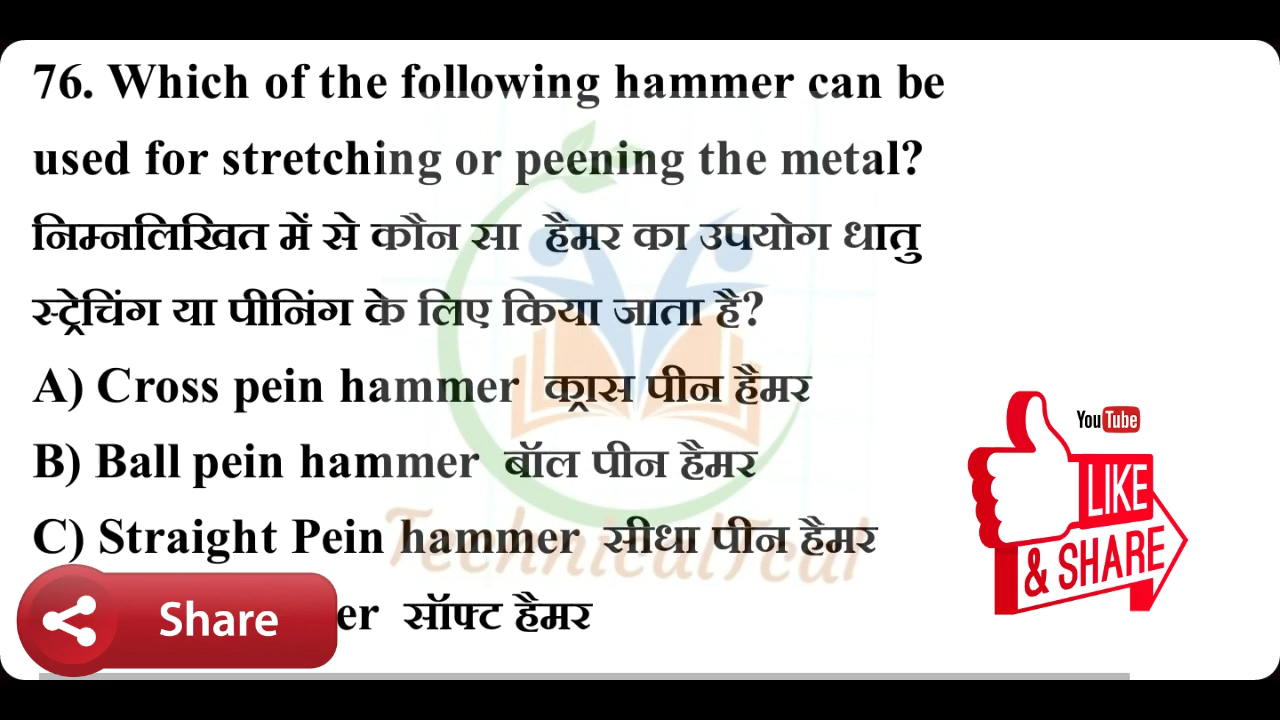 76. Which of the following hammer can be
used for stretching or peening the metal?
निम्नलिखित में से कौन सा हैमर का उपयोग धातु
स्ट्रेचिंग या पीनिंग के लिए किया जाता है?
A) Cross pein hammer क्रास पीन हैमर
B) Ball pein hammer बॉल पीन हैमर
C) Straight Pein hammer सीधा पीन हैमर
er सॉफ्ट हैमर
Share
YouTube
LIKE
& SHARE
TechnicalTcal